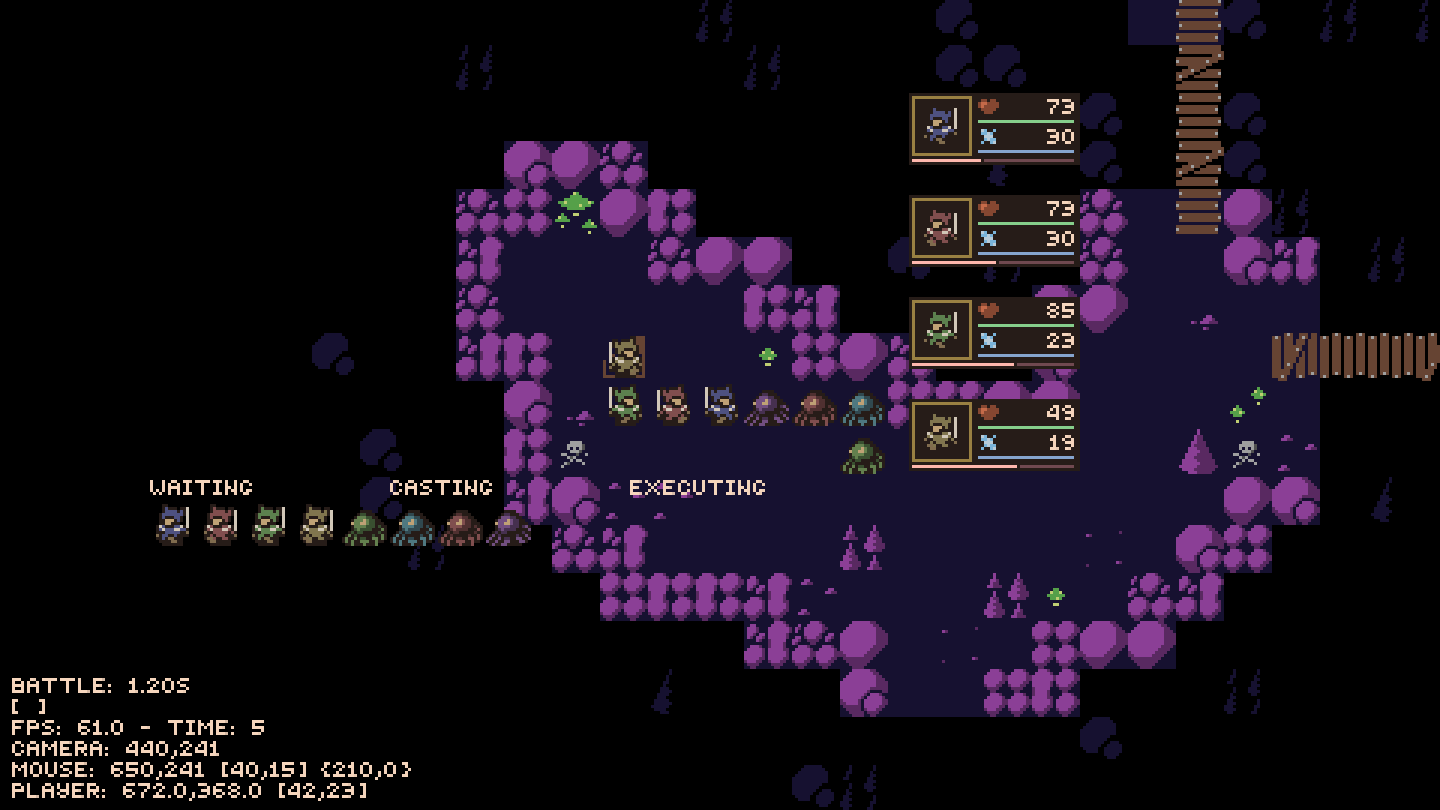 73
30
73
30
85
23
49
19
WAITING CASTING EXECUTING
BATTLE: 1.20S
[ ]
FPS: 61.0 - TIME: 5
CAMERA: 440,241
MOUSE: 650,241 [40,15] {210,0}
PLAYER: 672.0,368.0 [42,23]